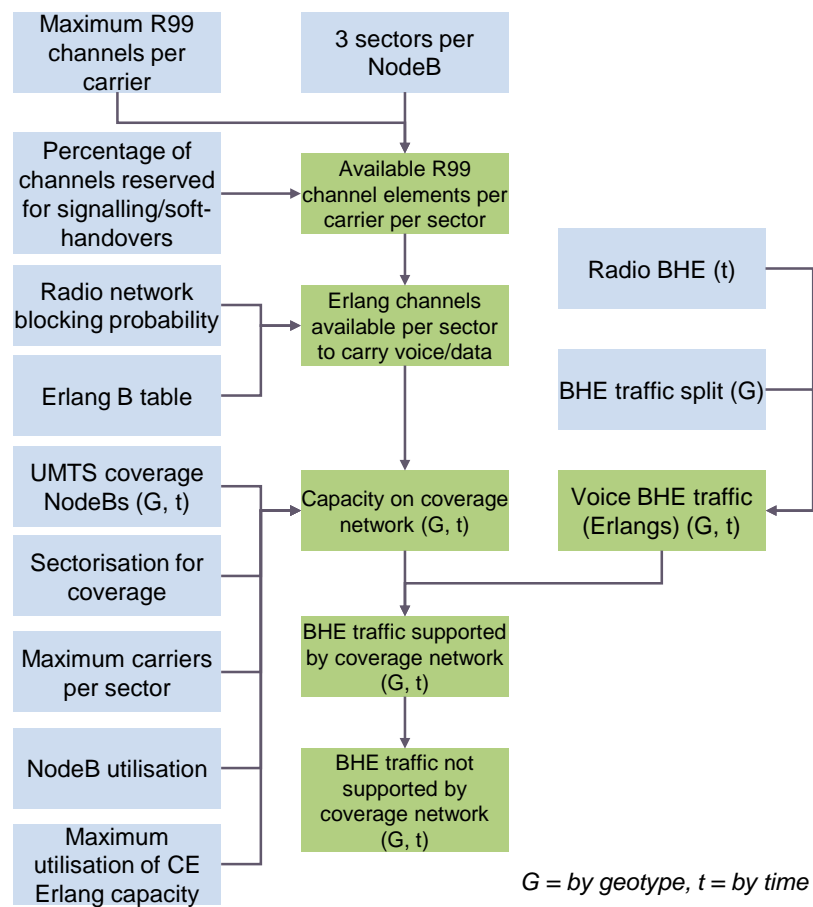 Maximum R99
channels per
carrier
3 sectors per
NodeB
Percentage of
channels reserved
for signalling/soft-
handovers
Available R99
channel elements per
carrier per sector
Radio BHE (t)
Radio network
blocking probability
Erlang channels
available per sector
to carry voice/data
Erlang B table
BHE traffic split (G)
UMTS coverage
NodeBs (G, t)
Capacity on coverage
network (G, t)
Voice BHE traffic
(Erlangs) (G, t)
Sectorisation for
coverage
Maximum carriers
per sector
BHE traffic supported
by coverage network
(G, t)
NodeB utilisation
BHE traffic not
supported by
coverage network
(G, t)
Maximum
utilisation of CE
Erlang capacity
G = by geotype, t = by time